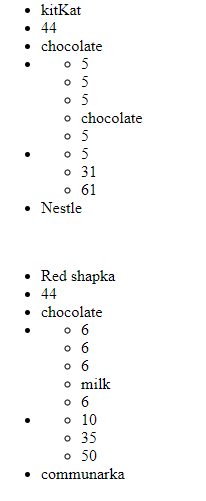 kitKat
44
chocolate
5
5
5
chocolate
5
5
31
61
Nestle
Red shapka
44
chocolate
6
6
6
milk
6
10
35
50
communarka